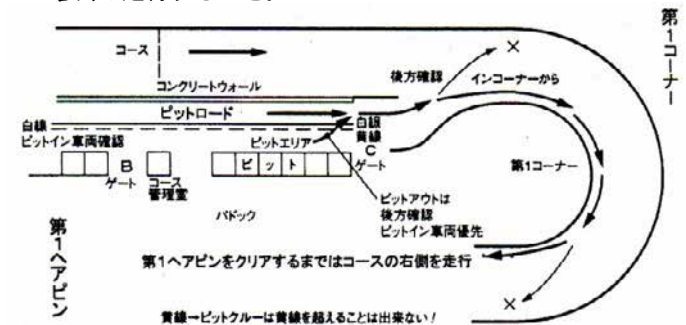 第1コーナー
コース
後方確認
インコーナーから
コンクリートウォール
ピットロード
白線
ピットイン車両確認
白線
黄線
ピットエリア
C
ゲート
B
ゲート
コース
管理室
ピット
第1コーナー
ピットアウトは
後方確認
ピットイン車両優先
パドック
第1ヘアピン
第1ヘアピンをクリアするまではコースの右側を走行
黄線→ピットクルーは黄線を超えることは出来ない!